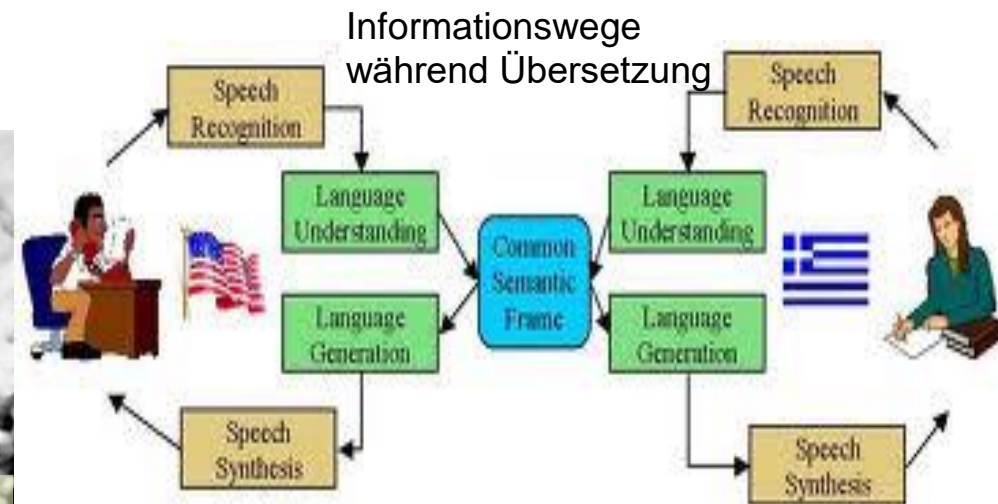 Informationswege
während Übersetzung
Speech
Recognition
Language
Understanding
Language
Generation
Speech
Synthesis
Common
Semantic
Frame
Speech
Recognition
Language
Understanding
Language
Generation
Speech
Synthesis